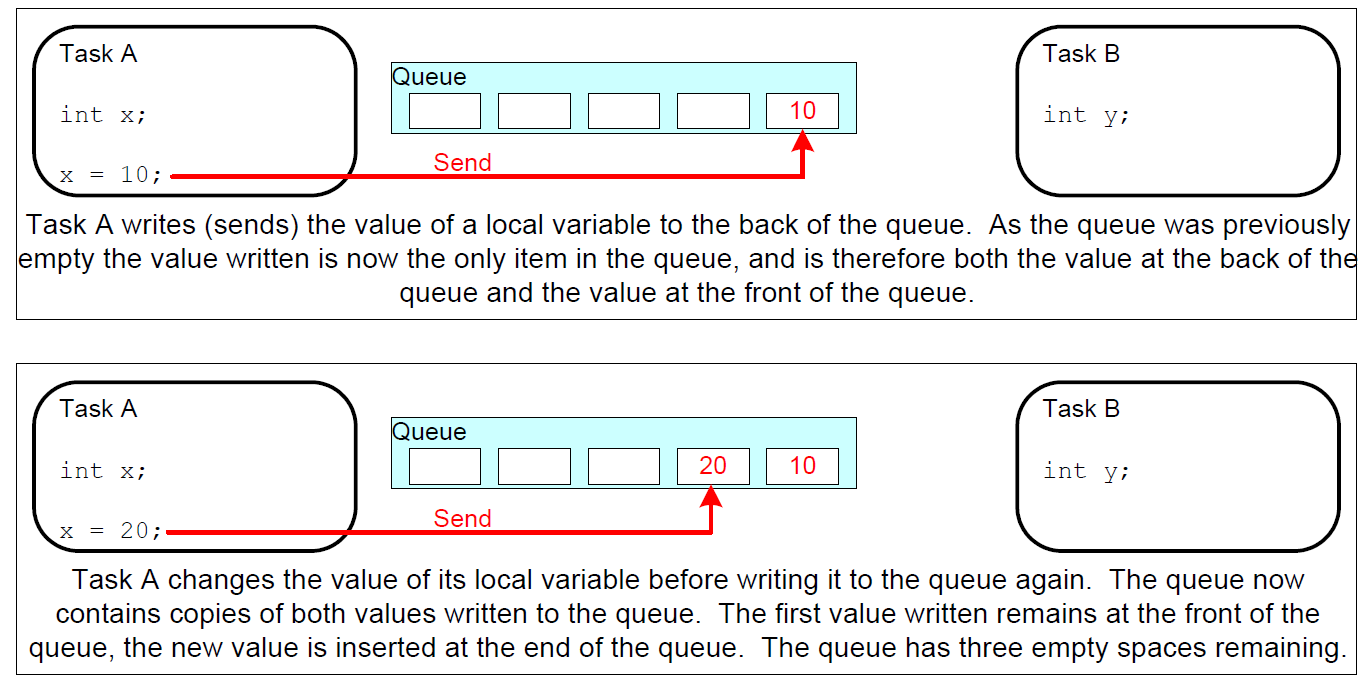 Task A
int x;
x = 10;
Queue
10
Send
Task B
int y;
Task A writes (sends) the value of a local variable to the back of the queue.  As the queue was previously
empty the value written is now the only item in the queue, and is therefore both the value at the back of the
queue and the value at the front of the queue.
Task A
int x;
x = 20;
Queue
20 10
Send
Task B
int y;
Task A changes the value of its local variable before writing it to the queue again.  The queue now
contains copies of both values written to the queue.  The first value written remains at the front of the
queue, the new value is inserted at the end of the queue.  The queue has three empty spaces remaining.